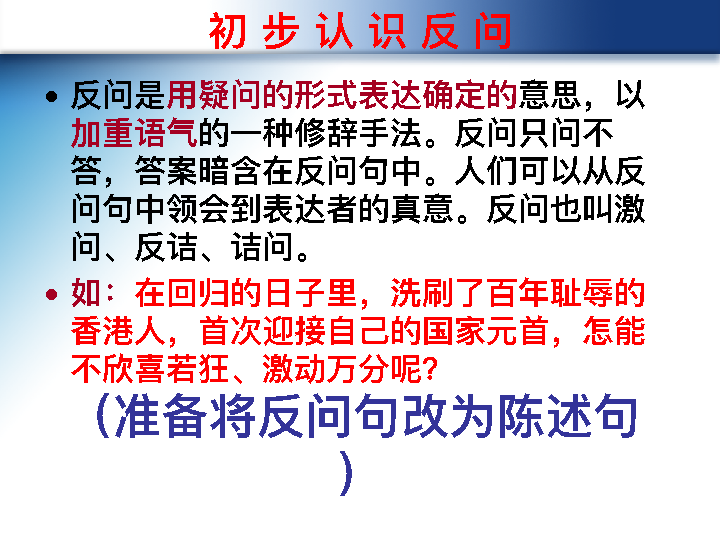 初步认识反问
• 反问是用疑问的形式表达确定的意思，以
加重语气的一种修辞手法。反问只问不
答，答案暗含在反问句中。人们可以从反
问句中领会到表达者的真意。反问也叫激
问、反诘、诘问。
• 如：在回归的日子里，洗刷了百年耻辱的
香港人，首次迎接自己的国家元首，怎能
不欣喜若狂、激动万分呢？
（准备将反问句改为陈述句
）